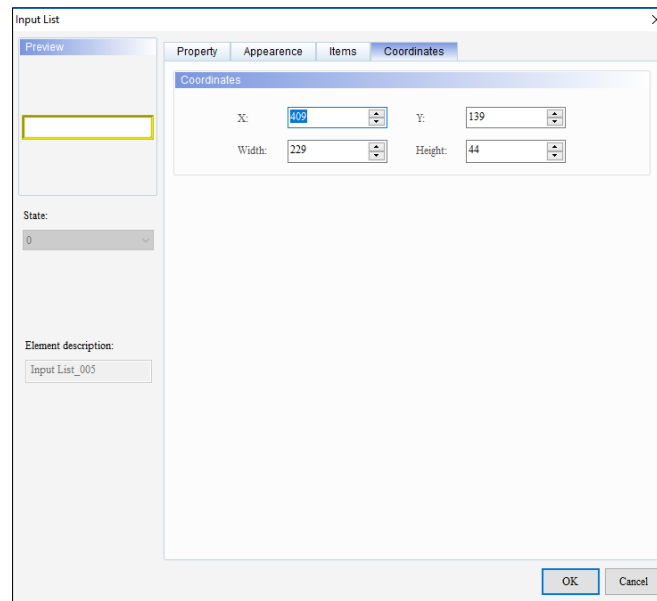 Input List
Preview
Property Appearence Items Coordinates
Coordinates
X: 409 Y: 139
Width: 229 Height: 44
State:
0
Element description:
Input List_005
OK Cancel